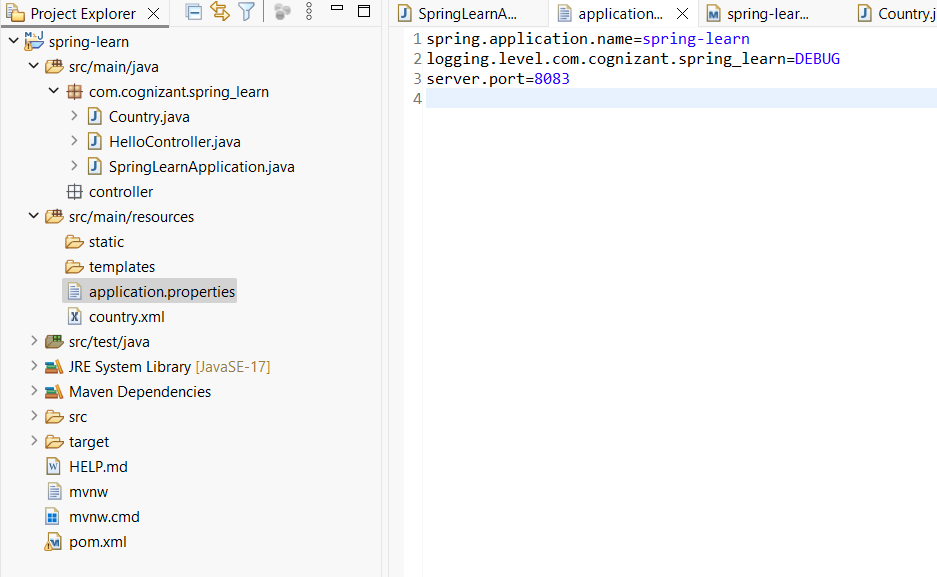 Project Explorer
spring-learn
src/main/java
com.cognizant.spring_learn
Country.java
HelloController.java
SpringLearnApplication.java
controller
src/main/resources
static
templates
application.properties
country.xml
src/test/java
JRE System Library [JavaSE-17]
Maven Dependencies
src
target
HELP.md
mvnw
mvnw.cmd
pom.xml
SpringLearnA... application... spring-lear... Country.j
1 spring.application.name=spring-learn
2 logging.level.com.cognizant.spring_learn=DEBUG
3 server.port=8083
4